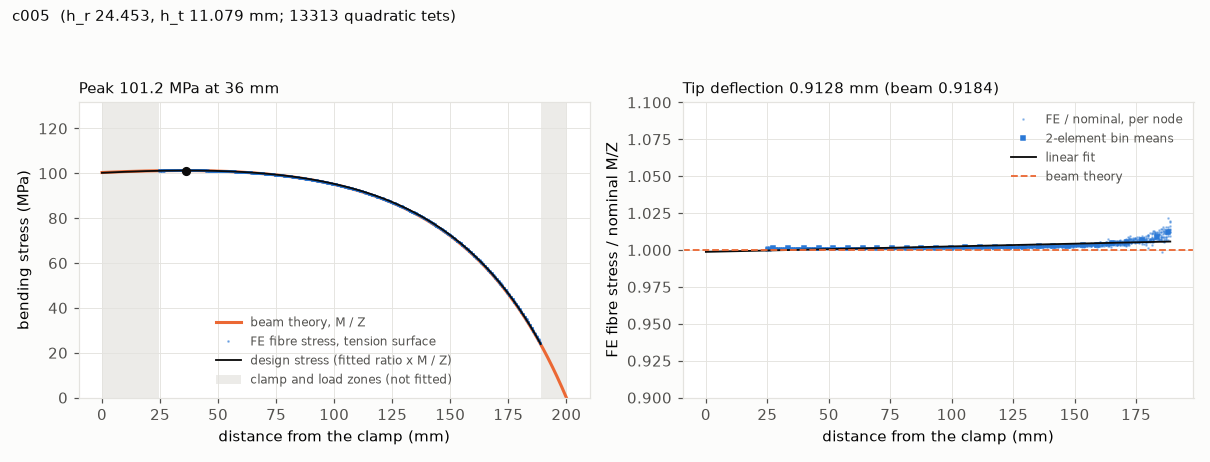 c005 (h_r 24.453, h_t 11.079 mm; 13313 quadratic tets)
Peak 101.2 MPa at 36 mm
bending stress (MPa)
120
100
80
60
40
20
0
beam theory, M / Z
FE fibre stress, tension surface
design stress (fitted ratio x M / Z)
clamp and load zones (not fitted)
0 25 50 75 100 125 150 175 200
distance from the clamp (mm)
Tip deflection 0.9128 mm (beam 0.9184)
FE fibre stress / nominal M/Z
1.100
1.075
1.050
1.025
1.000
0.975
0.950
0.925
0.900
FE / nominal, per node
2-element bin means
linear fit
beam theory
0 25 50 75 100 125 150 175
distance from the clamp (mm)